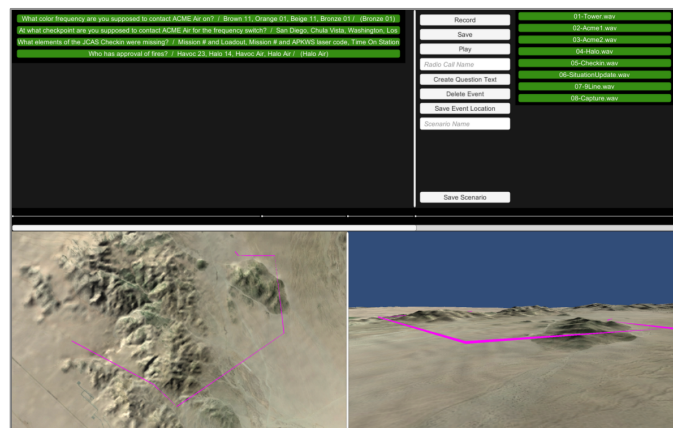 What color frequency are you supposed to contact ACME Air on? / Brown 11, Orange 01, Beige 11, Bronze 01 / (Bronze 01)
At what checkpoint are you supposed to contact ACME Air for the frequency switch? / San Diego, Chula Vista, Washington, Los
What elements of the JCAS Checkin were missing? / Mission # and Loadout, Mission # and APKWS laser code, Time On Station
Who has approval of fires? / Havoc 23, Halo 14, Havoc Air, Halo Air / (Halo Air)
Record
Save
Play
Radio Call Name
Create Question Text
Delete Event
Save Event Location
Scenario Name
Save Scenario
01-Tower.wav
02-Acme1.wav
03-Acme2.wav
04-Halo.wav
05-Checkin.wav
06-SituationUpdate.wav
07-9Line.wav
08-Capture.wav